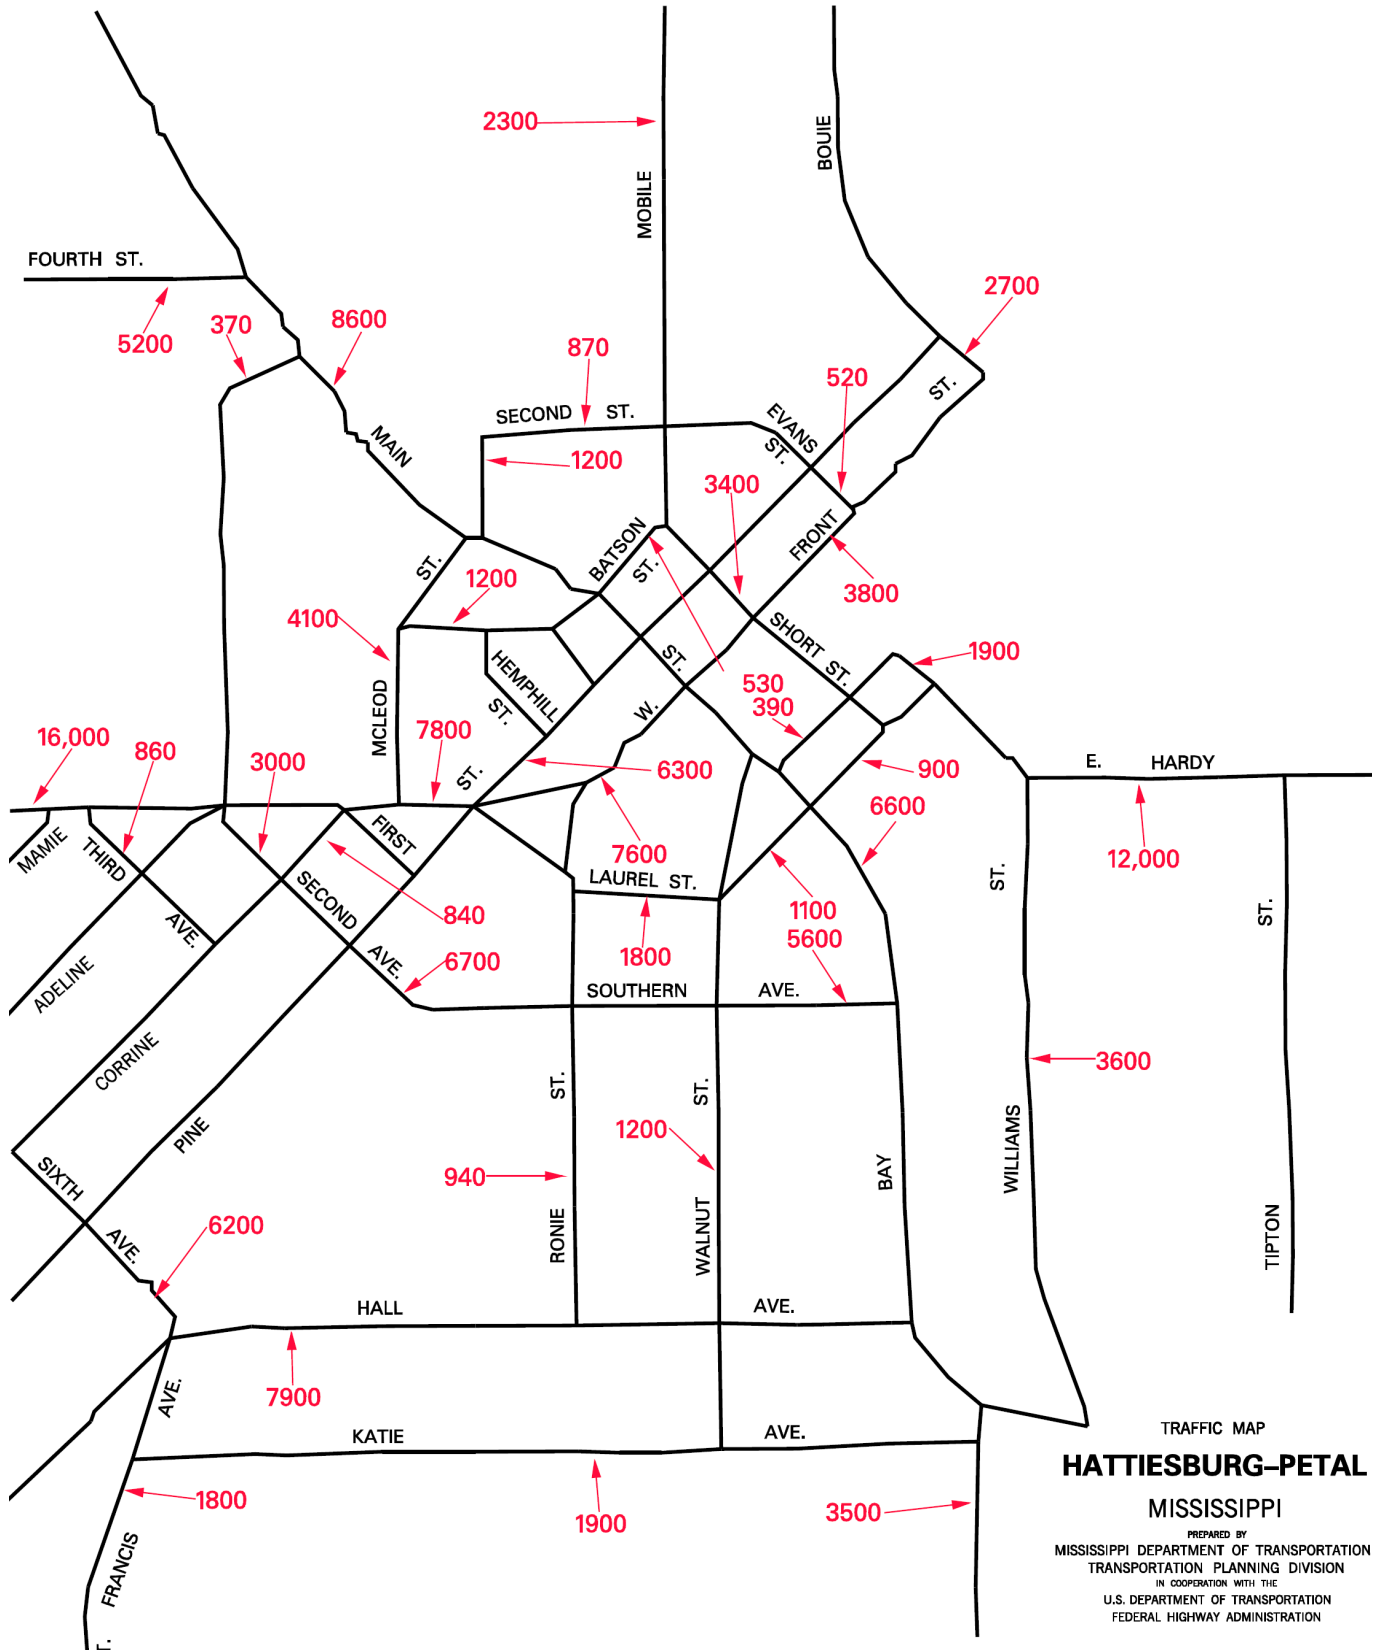 2300
MOBILE
BOUIE
FOURTH ST.
5200
370
8600
2700
870
520
ST.
SECOND ST.
EVANS
ST.
MAIN
1200
3400
BATSON
ST.
FRONT
3800
ST.
1200
4100
SHORT ST.
1900
HEMPHILL
ST.
ST.
530
390
W.
MCLEOD
7800
16,000
860
3000
ST.
6300
900
E. HARDY
6600
MAMIE
THIRD
AVE.
FIRST
7600
12,000
LAUREL ST.
ST.
SECOND
AVE.
840
1100
5600
ST.
1800
6700
ADELINE
SOUTHERN AVE.
CORRINE
3600
ST.
ST.
PINE
1200
940
WILLIAMS
BAY
SIXTH
AVE.
6200
RONIE
WALNUT
TIPTON
HALL AVE.
7900
AVE.
KATIE AVE.
1800
1900
3500
FRANCIS
T.
TRAFFIC MAP
HATTIESBURG–PETAL
MISSISSIPPI
PREPARED BY
MISSISSIPPI DEPARTMENT OF TRANSPORTATION
TRANSPORTATION PLANNING DIVISION
IN COOPERATION WITH THE
U.S. DEPARTMENT OF TRANSPORTATION
FEDERAL HIGHWAY ADMINISTRATION